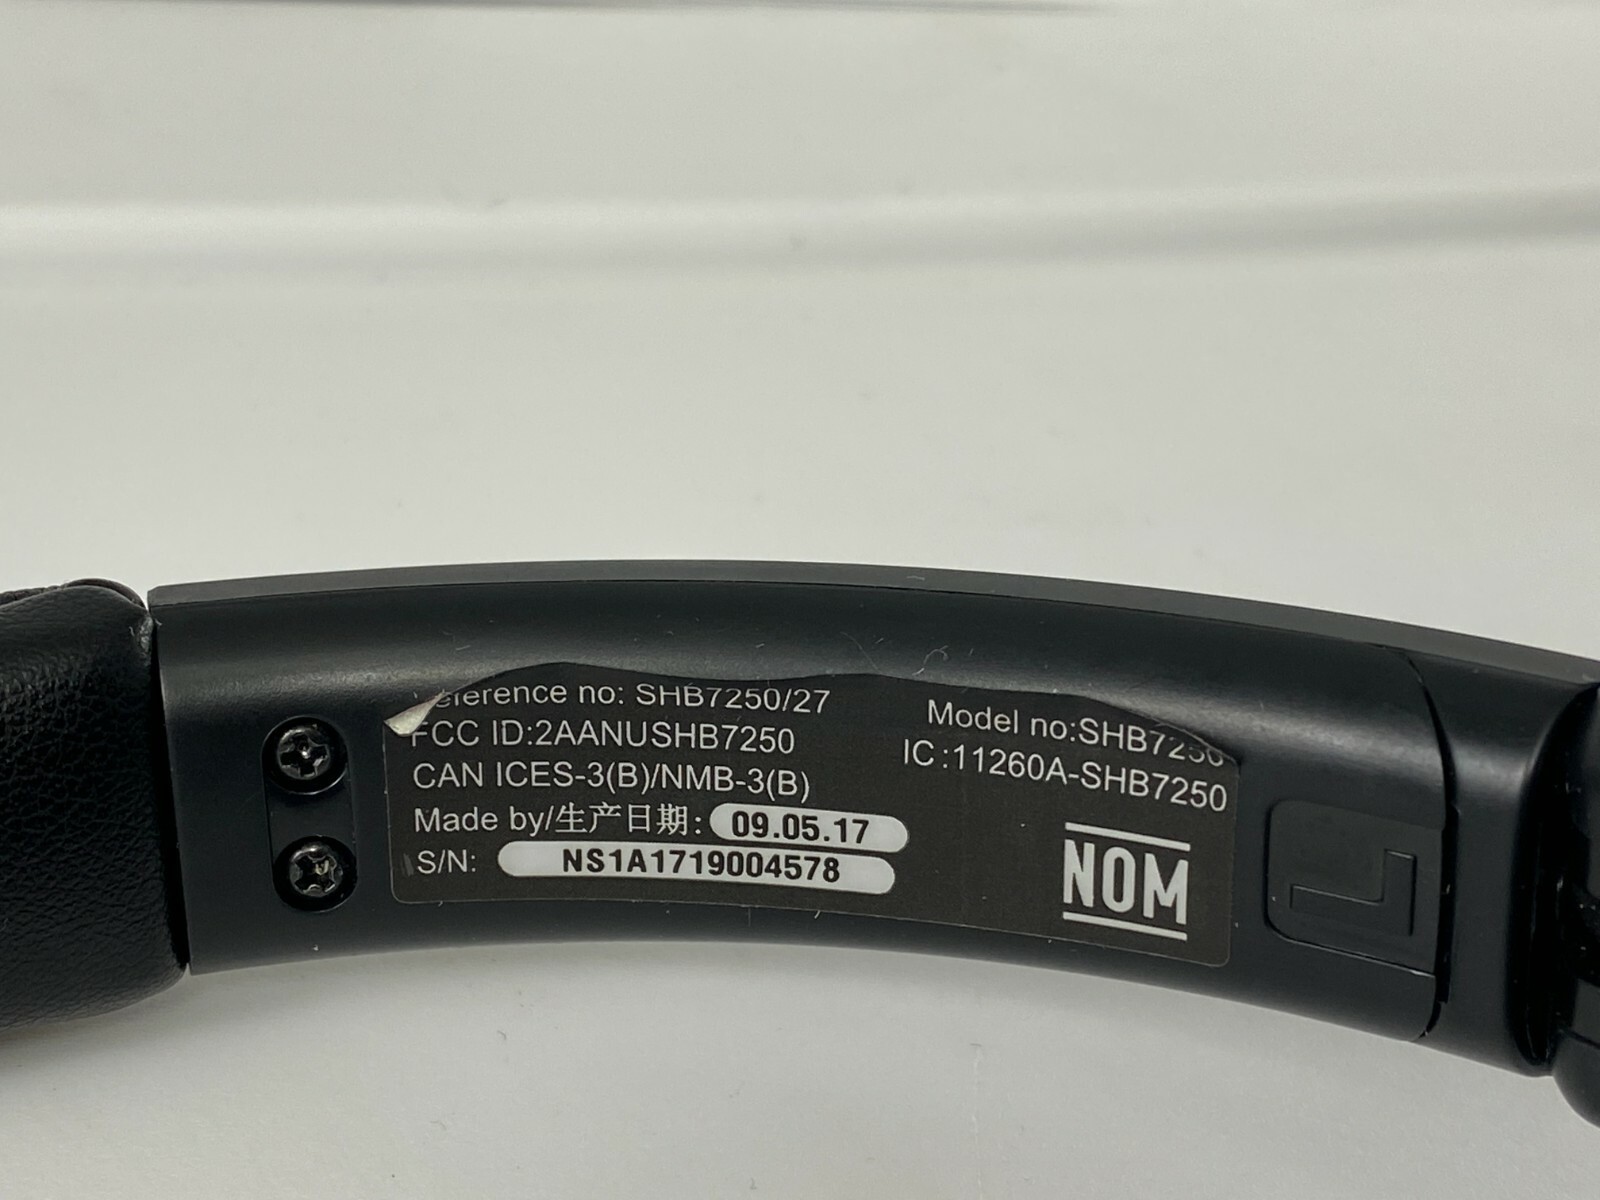 eference no: SHB7250/27
FCC ID:2AANUSHB7250
CAN ICES-3(B)/NMB-3(B)
Made by/生产日期: 09.05.17
S/N: NS1A1719004578
Model no:SHB7250
IC:11260A-SHB7250
NOM
L